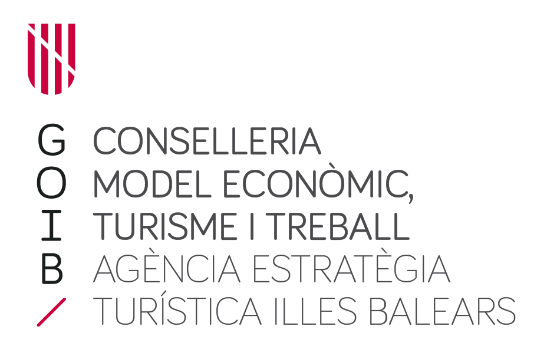 G CONSELLERIA
O MODEL ECONÒMIC,
I TURISME I TREBALL
B AGÈNCIA ESTRATÈGIA
/ TURÍSTICA ILLES BALEARS